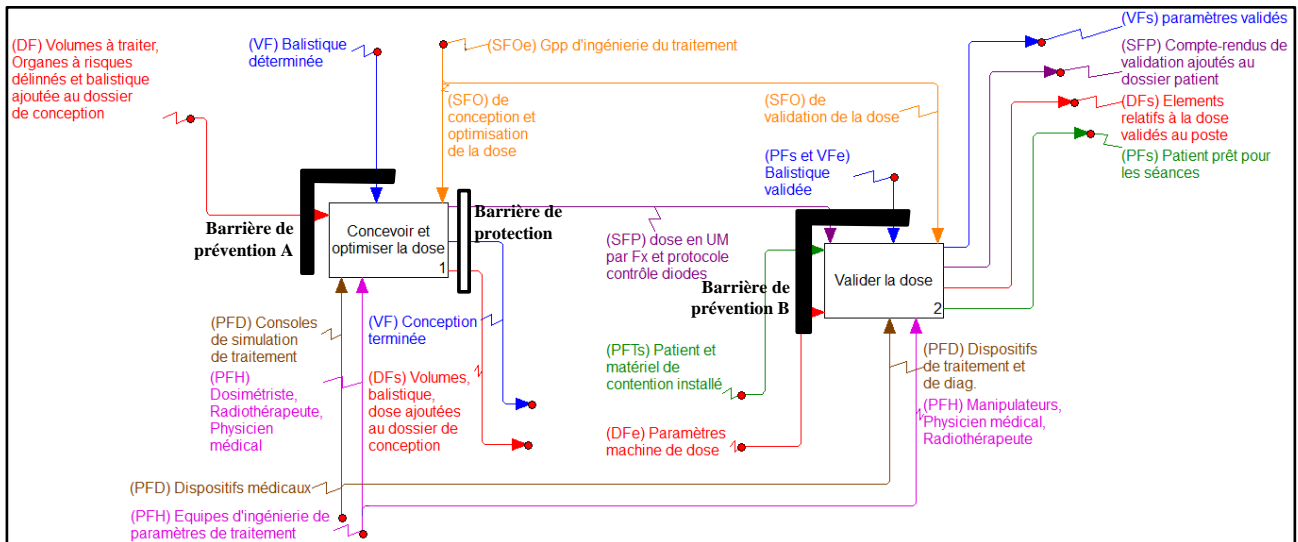 (DF) Volumes à traiter,
Organes à risques
délinnés et balistique
ajoutée au dossier
de conception
(VF) Balistique
déterminée
(SFOe) Gpp d'ingénierie du traitement
(SFO) de
conception et
optimisation
de la dose
(SFO) de
validation de la dose
(PFs et VFe)
Balistique
validée
(VFs) paramètres validés
(SFP) Compte-rendus de
validation ajoutés au
dossier patient
(DFs) Elements
relatifs à la dose
validés au poste
(PFs) Patient prêt pour
les séances
Barrière de
prévention A
Concevoir et
optimiser la dose
1
Barrière de
protection
(SFP) dose en UM
par Fx et protocole
contrôle diodes
Barrière de
prévention B
Valider la dose
2
(PFD) Consoles
de simulation
de traitement
(VF) Conception
terminée
(PFH)
Dosimétriste,
Radiothérapeute,
Physicien
médical
(DFs) Volumes,
balistique,
dose ajoutées
au dossier de
conception
(PFTs) Patient et
matériel de
contention installé
(DFe) Paramètres
machine de dose
(PFD) Dispositifs
de traitement et
de diag.
(PFH) Manipulateurs,
Physicien médical,
Radiothérapeute
(PFD) Dispositifs médicaux
(PFH) Equipes d'ingénierie de
paramètres de traitement